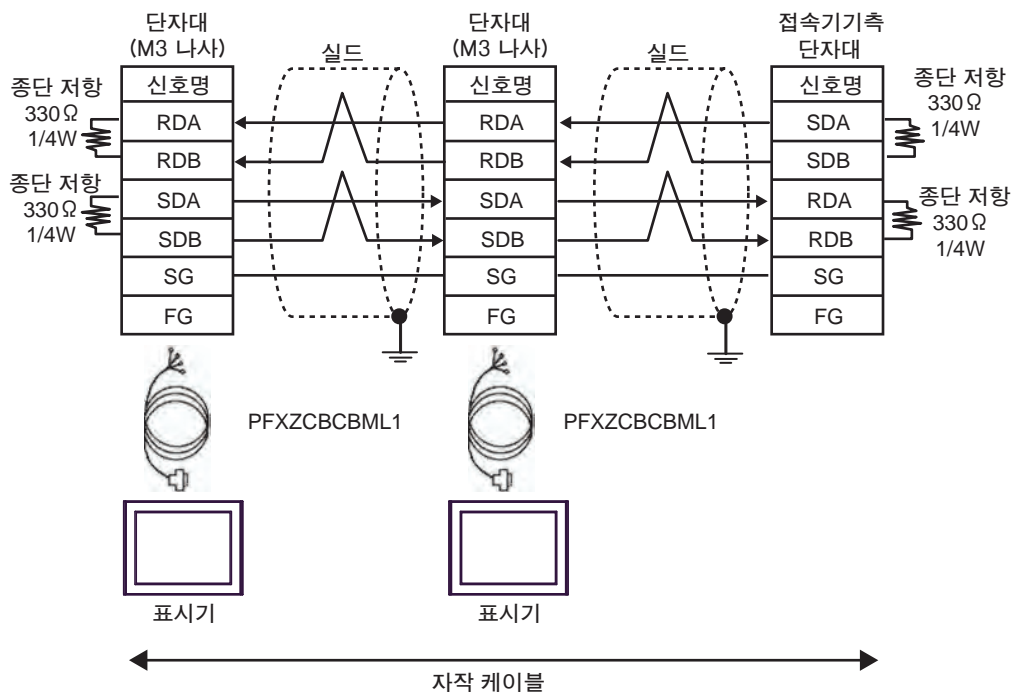 단자대
(M3 나사)
실드
단자대
(M3 나사)
실드
접속기기측
단자대
종단 저항
330Ω
1/4W
종단 저항
330Ω
1/4W
신호명
RDA
RDB
SDA
SDB
SG
FG
신호명
RDA
RDB
SDA
SDB
SG
FG
신호명
SDA
SDB
RDA
RDB
SG
FG
종단 저항
330Ω
1/4W
종단 저항
330Ω
1/4W
PFXZCBCBML1
PFXZCBCBML1
표시기
표시기
자작 케이블